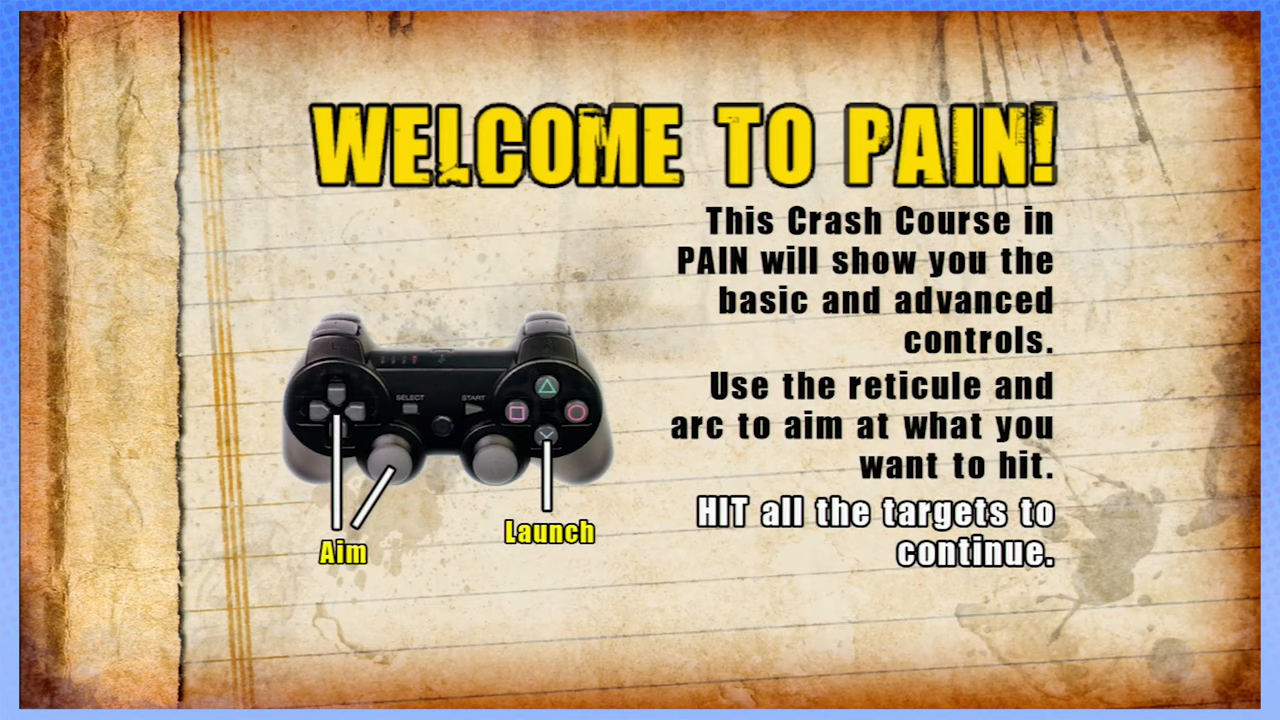 WELCOME TO PAIN!
This Crash Course in
PAIN will show you the
basic and advanced
controls.
Use the reticule and
arc to aim at what you
want to hit.
HIT all the targets to
continue.
SELECT
START
Aim
Launch